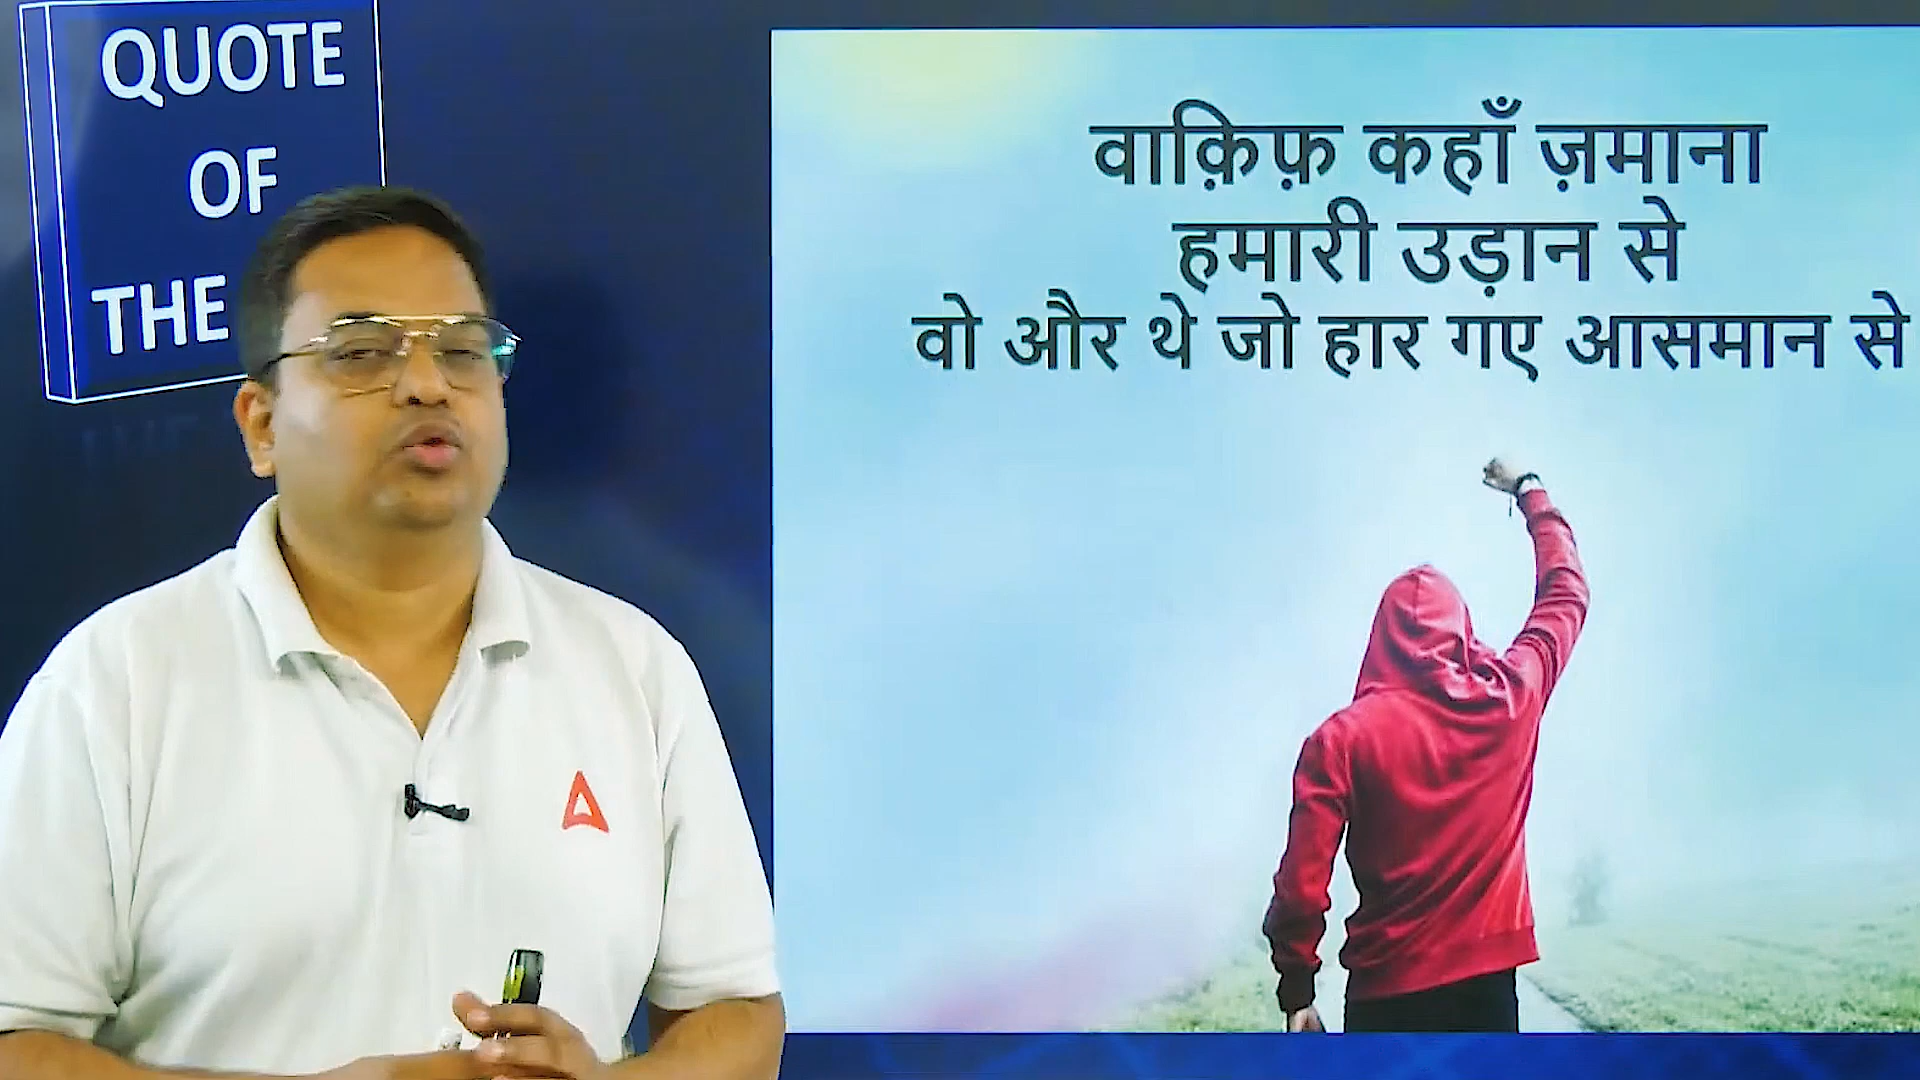 QUOTE
OF
THE
वाक़िफ़ कहाँ ज़माना
हमारी उड़ान से
वो और थे जो हार गए आसमान से